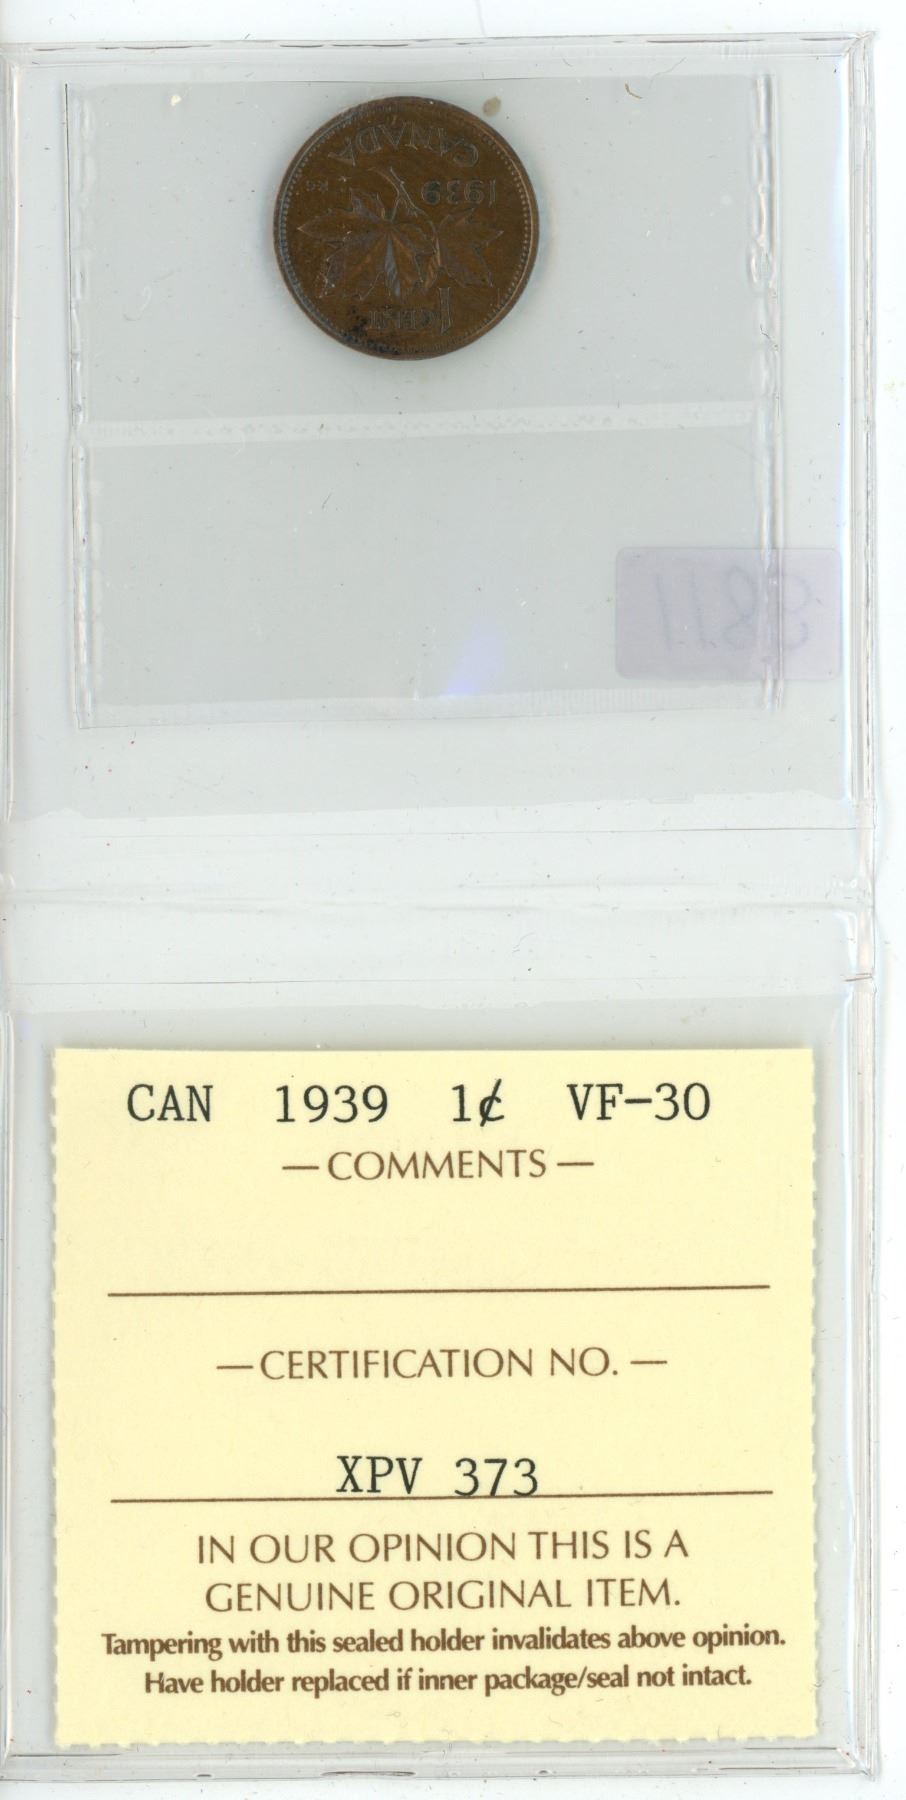 1 CENT
1939 KG
CANADA
CAN 1939 1¢ VF-30
— COMMENTS —
— CERTIFICATION NO. —
XPV 373
IN OUR OPINION THIS IS A
GENUINE ORIGINAL ITEM.
Tampering with this sealed holder invalidates above opinion.
Have holder replaced if inner package/seal not intact.